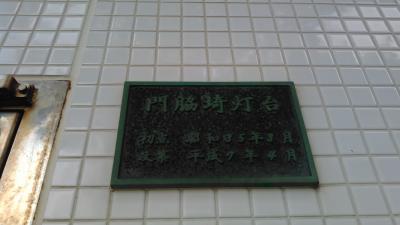 門脇埼灯台
初点 昭和35年3月
改築 平成7年4月